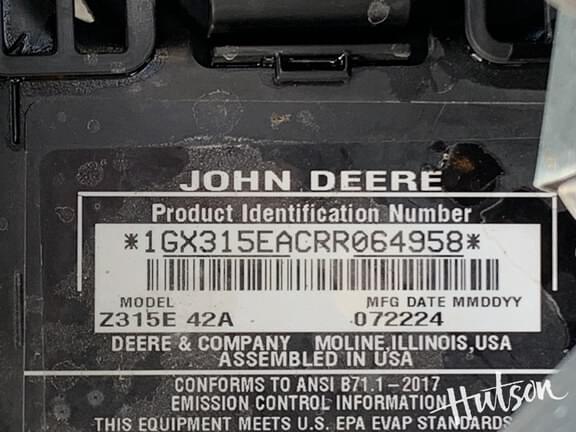 JOHN DEERE
Product Identification Number
*1GX315EACRR064958*
MODEL MFG DATE MMDDYY
Z315E 42A 072224
DEERE & COMPANY MOLINE, ILLINOIS, USA
ASSEMBLED IN USA
CONFORMS TO ANSI B71.1-2017
EMISSION CONTROL INFORMATION
THIS EQUIPMENT MEETS U.S. EPA EVAP STANDARDS
Hutson